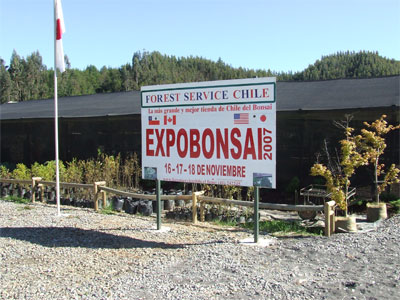 FOREST SERVICE CHILE
La más grande y mejor tienda de Chile del Bonsai
EXPOBONSAI
2007
16 - 17 - 18 DE NOVIEMBRE